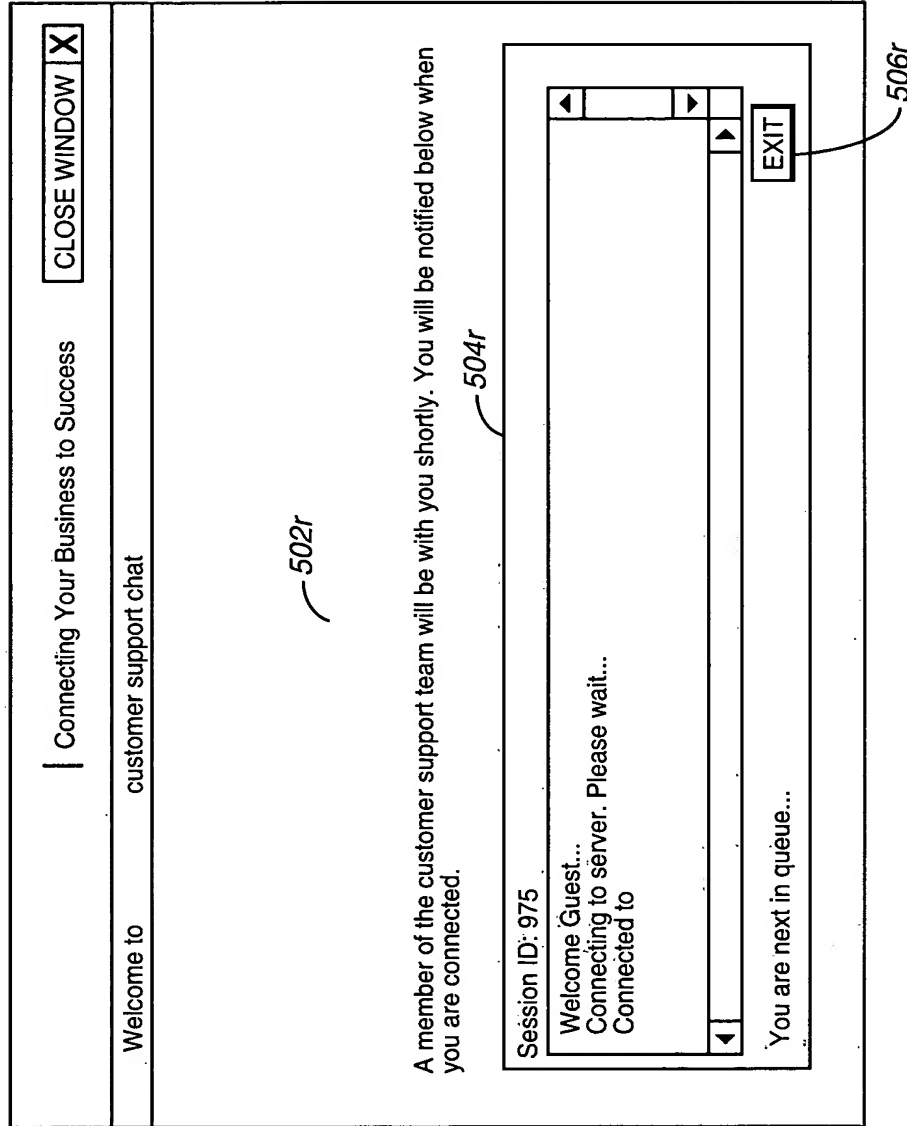 Connecting Your Business to Success
CLOSE WINDOW X
Welcome to customer support chat
502r
A member of the customer support team will be with you shortly. You will be notified below when
you are connected.
504r
Session ID: 975
Welcome Guest...
Connecting to server. Please wait...
Connected to
You are next in queue...
EXIT
506r